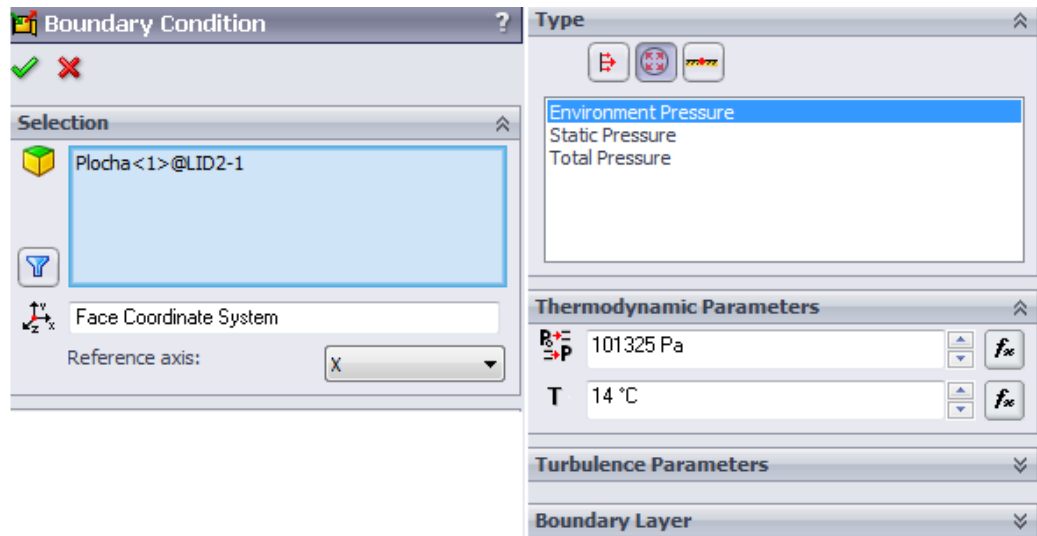 Boundary Condition
?
Selection
Plocha<1>@LID2-1
Face Coordinate System
Reference axis:
X
Type
Environment Pressure
Static Pressure
Total Pressure
Thermodynamic Parameters
101325 Pa
T
14 °C
Turbulence Parameters
Boundary Layer